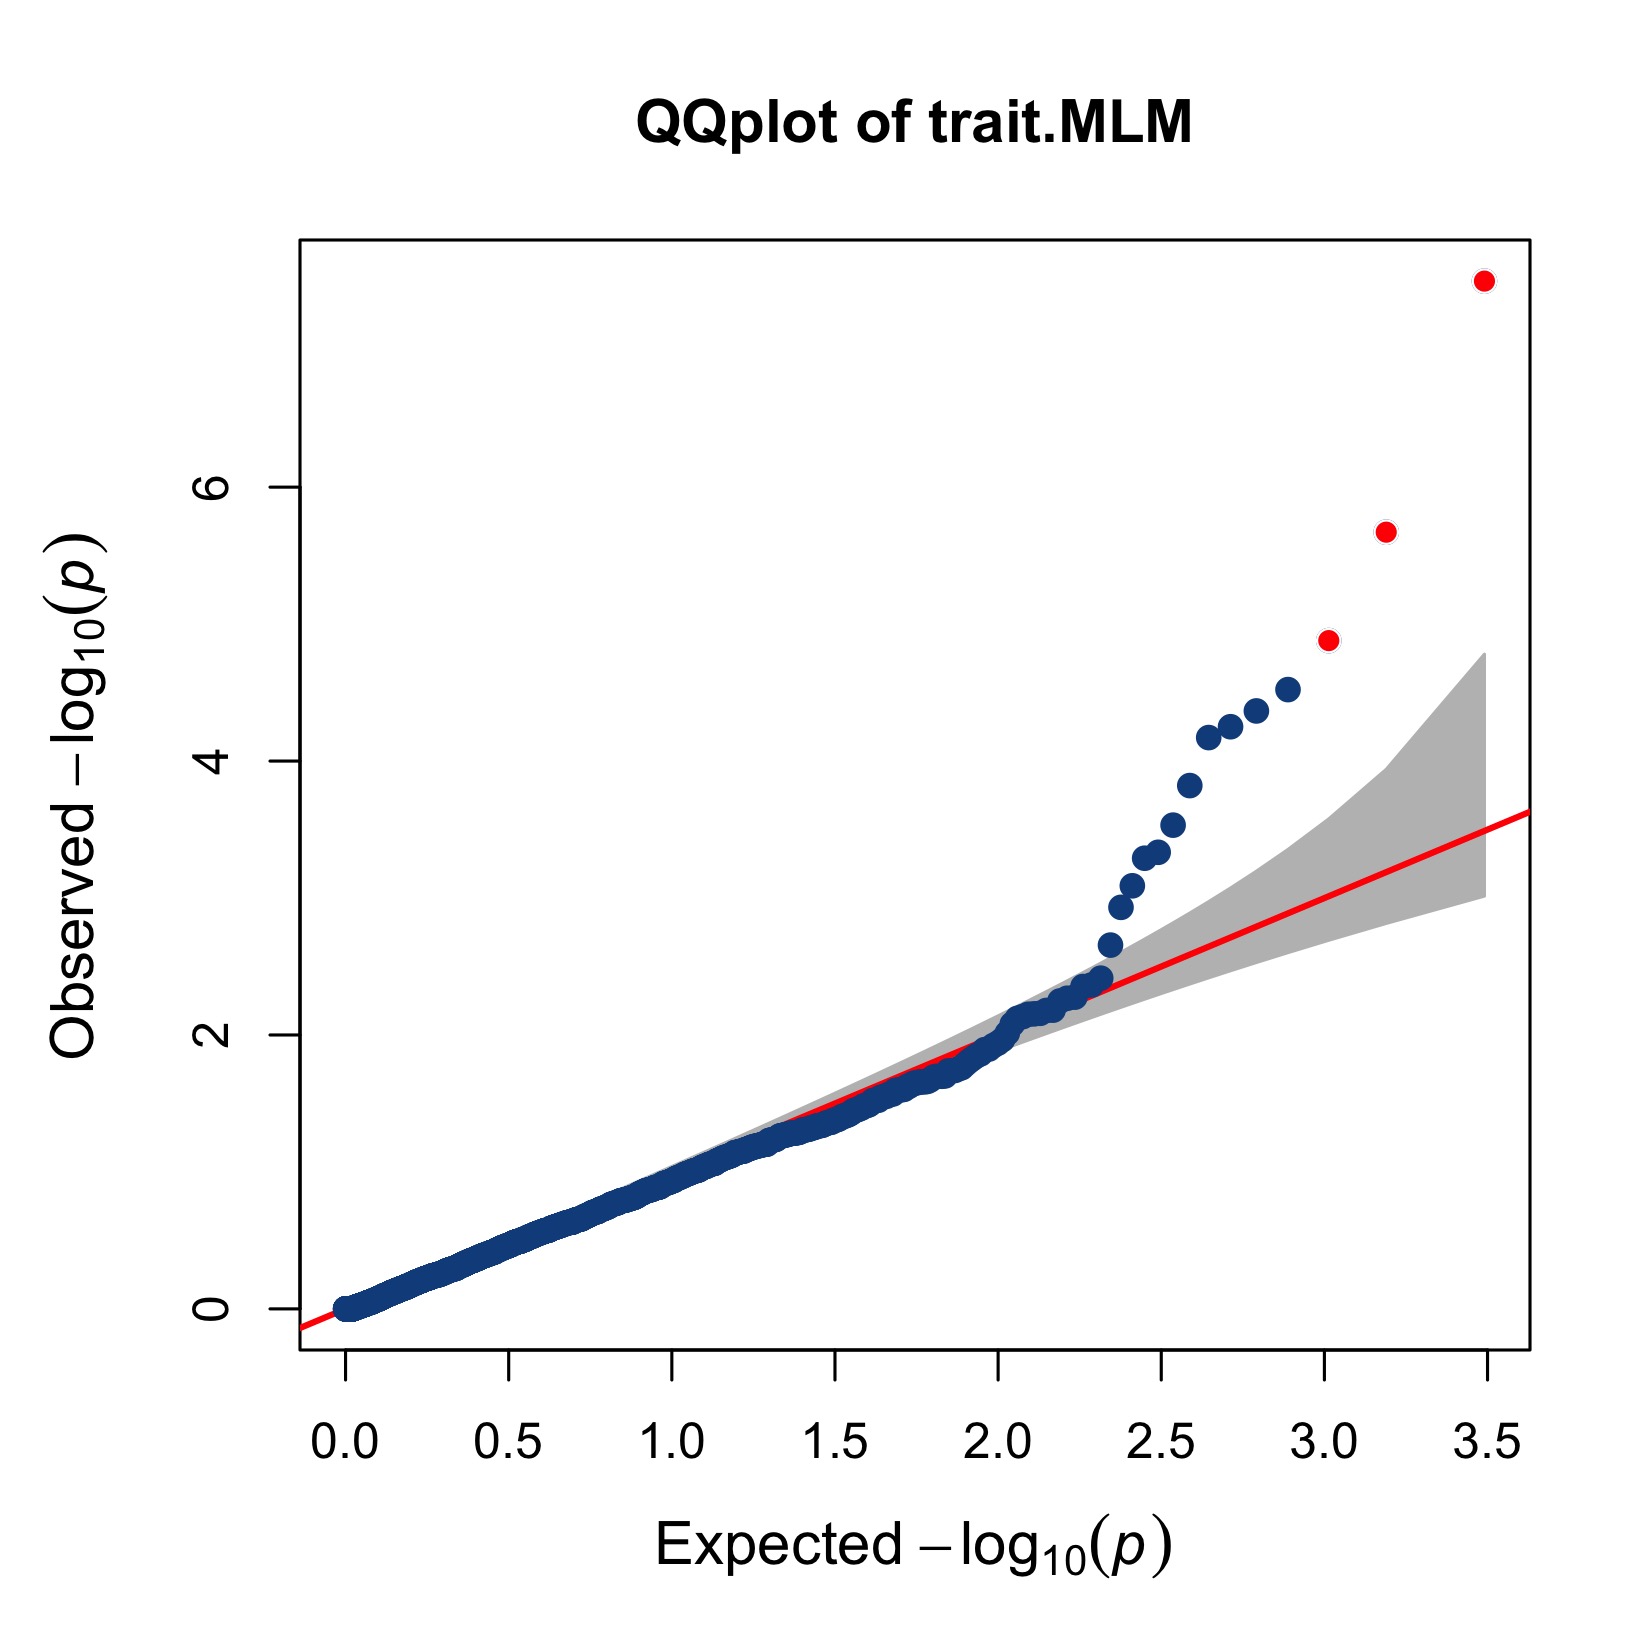 QQplot of trait.MLM
Observed −log₁₀(p)
6
4
2
0
0.0 0.5 1.0 1.5 2.0 2.5 3.0 3.5
Expected −log₁₀(p)